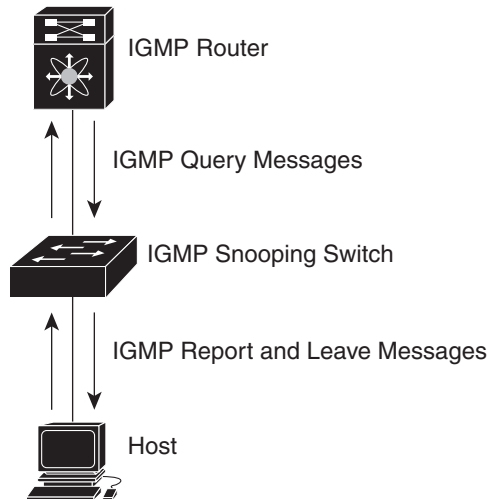 IGMP Router
IGMP Query Messages
IGMP Snooping Switch
IGMP Report and Leave Messages
Host